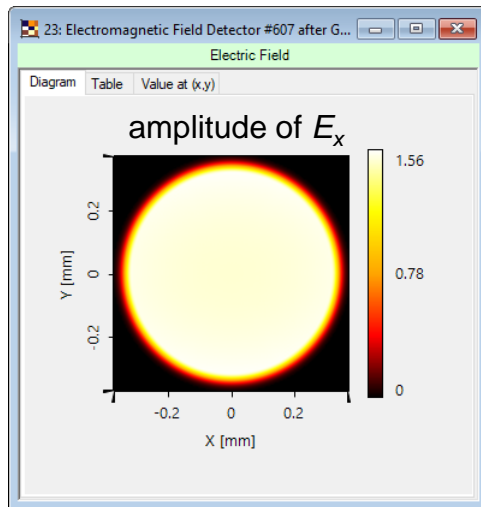 23: Electromagnetic Field Detector #607 after G...
Electric Field
Diagram Table Value at (x,y)
amplitude of Ex
1.56
0.78
0
0.2
0
-0.2
Y [mm]
-0.2 0 0.2
X [mm]